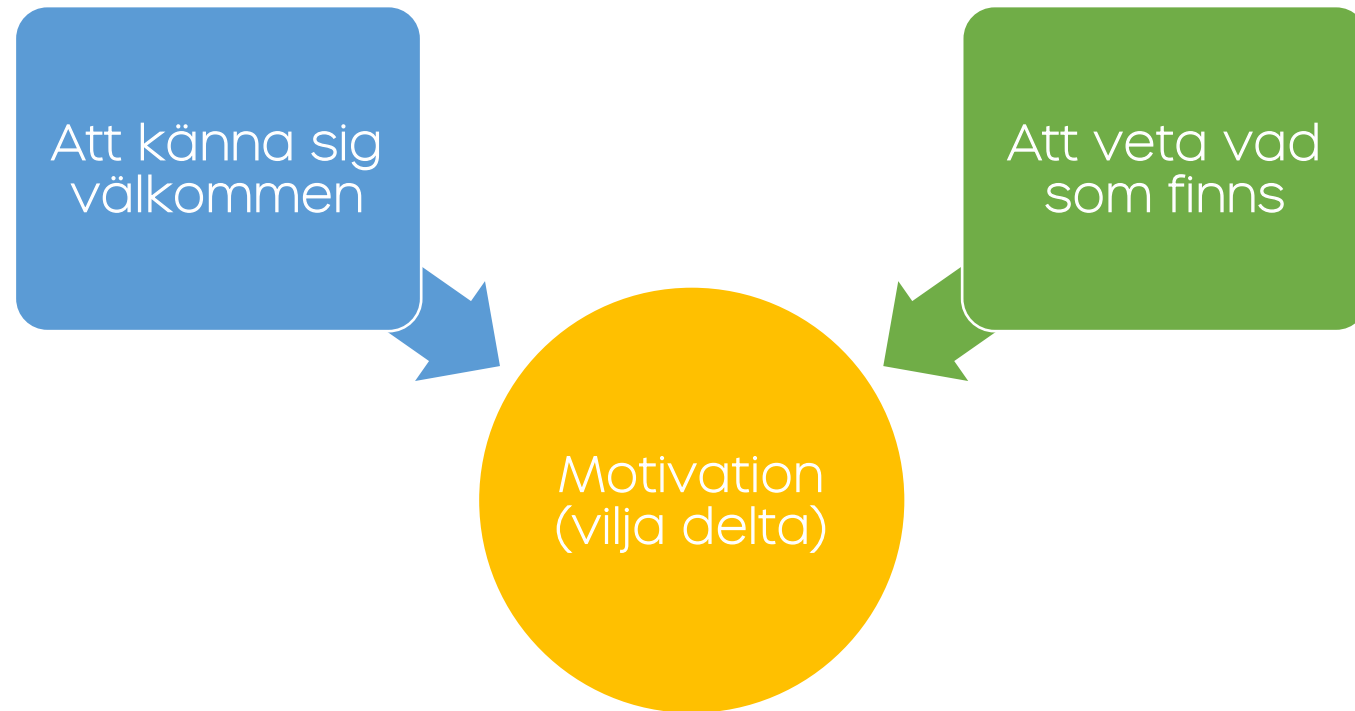 Att känna sig
välkommen
Att veta vad
som finns
Motivation
(vilja delta)